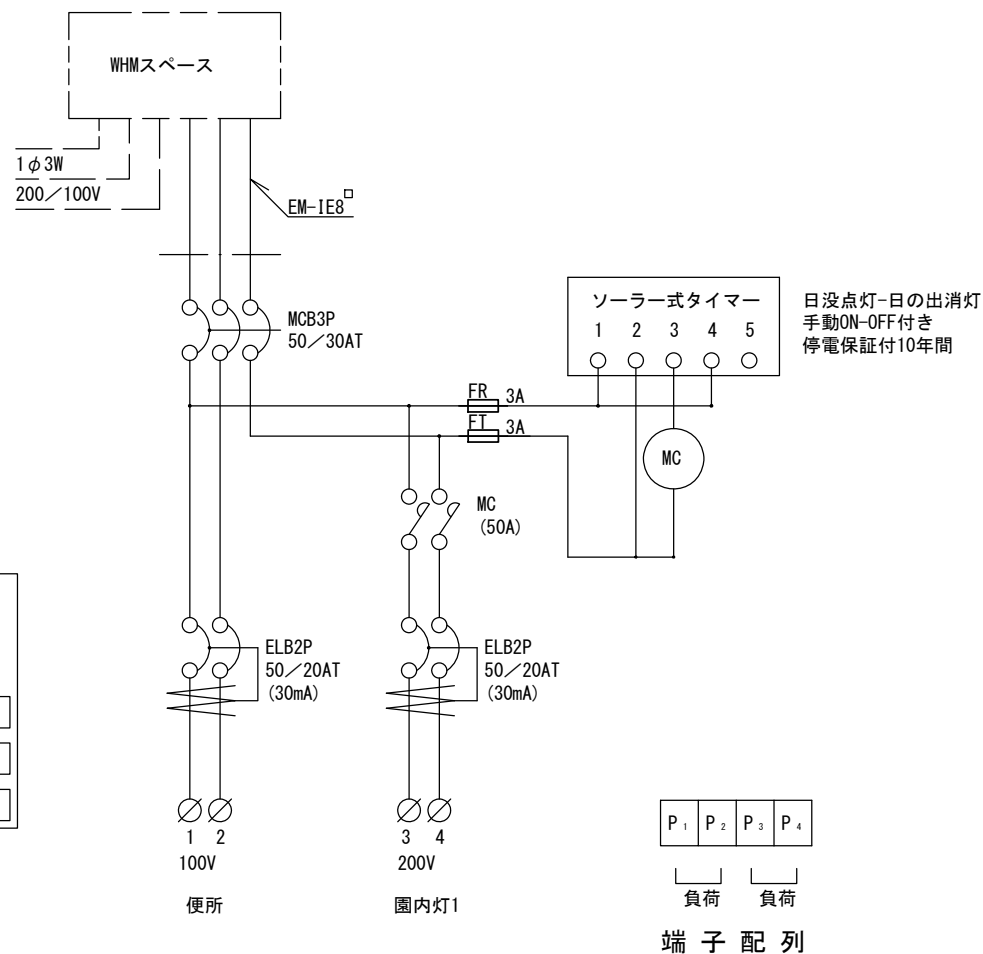 WHMスペース
1φ3W
200／100V
EM-IE8□
MCB3P
50／30AT
ソーラー式タイマー
1 2 3 4 5
日没点灯-日の出消灯
手動ON-OFF付き
停電保証付10年間
FR 3A
FT 3A
MC
MC
(50A)
ELB2P
50／20AT
(30mA)
ELB2P
50／20AT
(30mA)
1 2
100V
便所
3 4
200V
園内灯1
P1 P2 P3 P4
負荷 負荷
端子配列